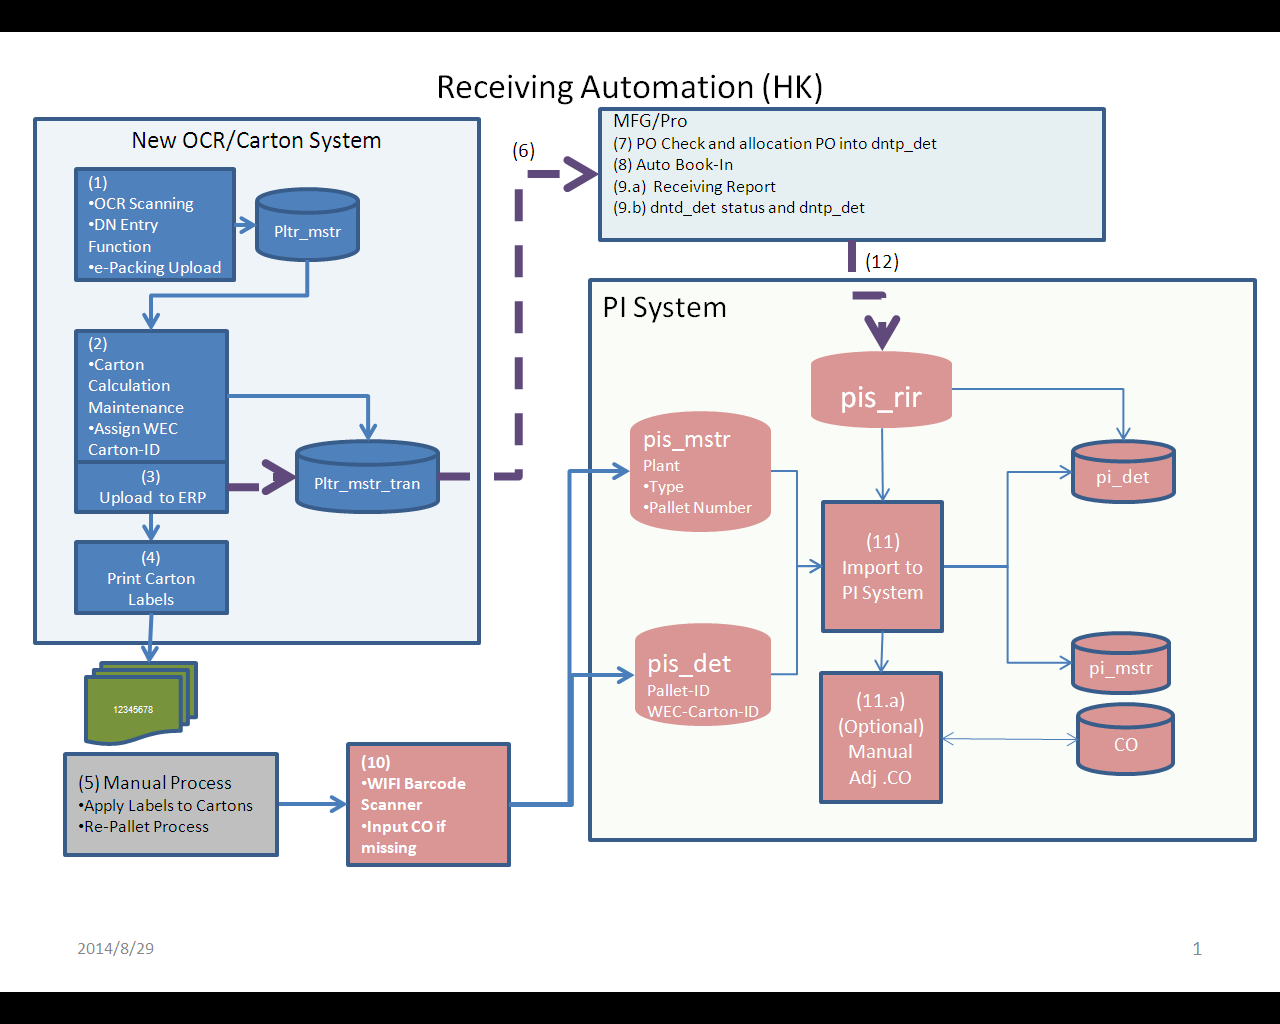 Receiving Automation (HK)
New OCR/Carton System
(1)
•OCR Scanning
•DN Entry
Function
•e-Packing Upload
Pltr_mstr
(2)
•Carton
Calculation
Maintenance
•Assign WEC
Carton-ID
(3)
Upload to ERP
Pltr_mstr_tran
(4)
Print Carton
Labels
12345678
(5) Manual Process
•Apply Labels to Cartons
•Re-Pallet Process
(10)
•WIFI Barcode
Scanner
•Input CO if
missing
(6)
MFG/Pro
(7) PO Check and allocation PO into dntp_det
(8) Auto Book-In
(9.a)  Receiving Report
(9.b) dntd_det status and dntp_det
(12)
PI System
pis_rir
pis_mstr
Plant
•Type
•Pallet Number
pi_det
(11)
Import to
PI System
pis_det
Pallet-ID
WEC-Carton-ID
pi_mstr
(11.a)
(Optional)
Manual
Adj .CO
CO
2014/8/29
1